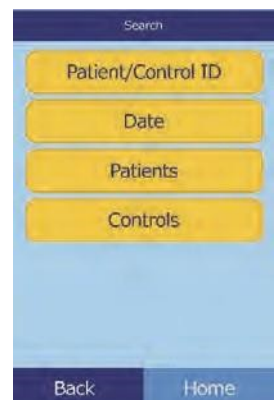 Search
Patient/Control ID
Date
Patients
Controls
Back Home